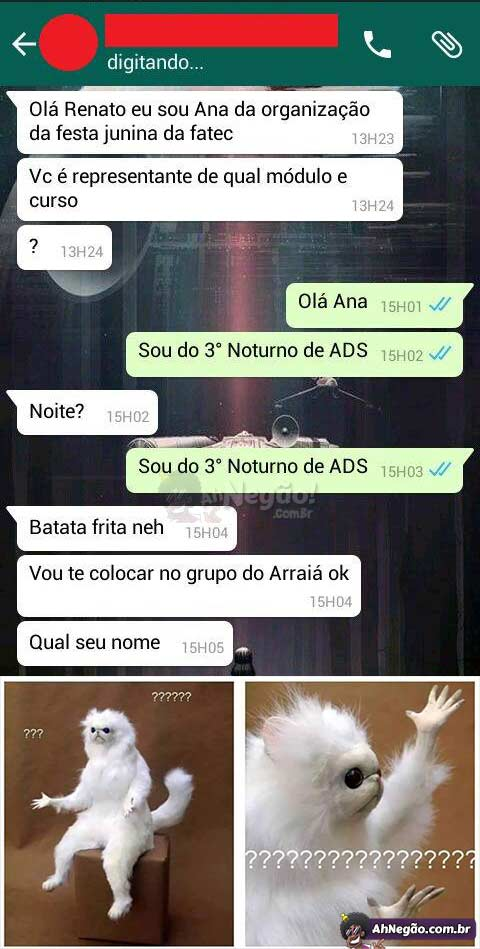 digitando...
Olá Renato eu sou Ana da organização
da festa junina da fatec
13H23
Vc é representante de qual módulo e
curso
13H24
?
13H24
Olá Ana
15H01
Sou do 3° Noturno de ADS
15H02
Noite?
15H02
Sou do 3° Noturno de ADS
15H03
AhNegão!
.com.Br
Batata frita neh
15H04
Vou te colocar no grupo do Arraiá ok
15H04
Qual seu nome
15H05
??????
???
?????????????????
AhNegão.com.br